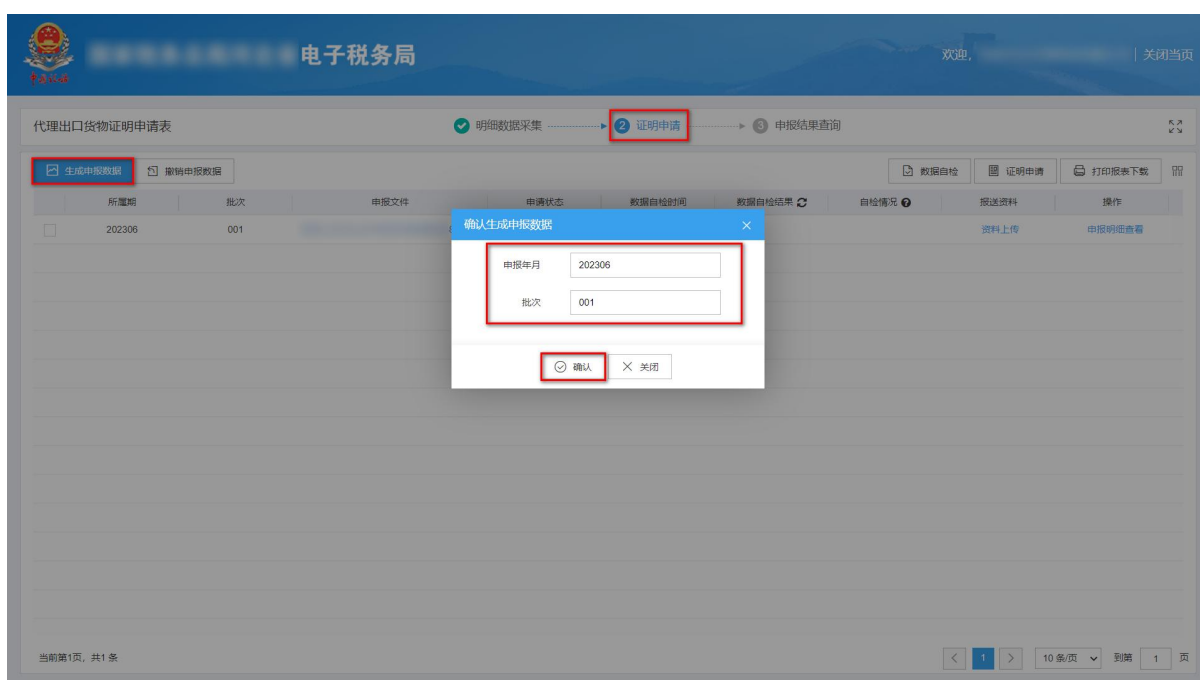 电子税务局
欢迎,
关闭当页
代理出口货物证明申请表
明细数据采集
2 证明申请
3 申报结果查询
生成申报数据 撤销申报数据 数据自检 证明申请 打印报表下载
所属期 批次 申报文件 申请状态 数据自检时间 数据自检结果 自检情况 报送资料 操作
202306 001 资料上传 申报明细查看
确认生成申报数据
申报年月 202306
批次 001
确认 关闭
当前第1页, 共1 条
1 10 条/页 到第 1 页